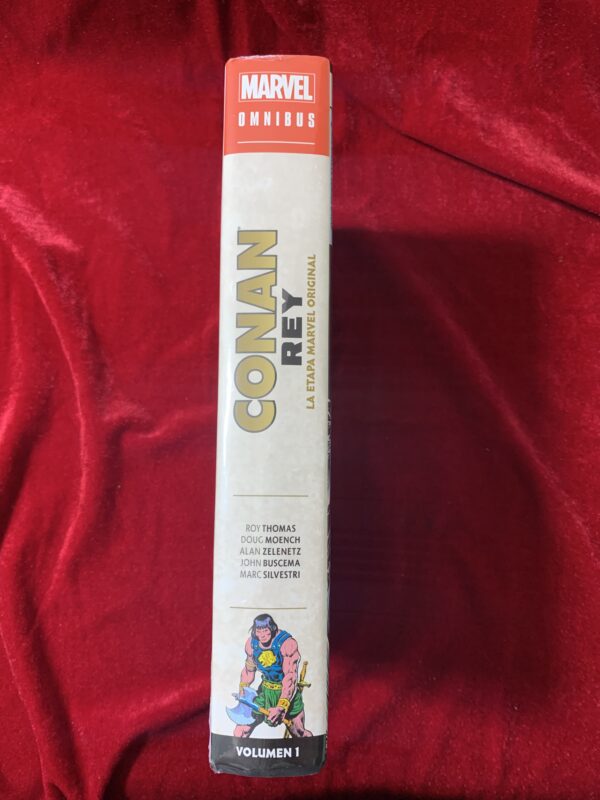 MARVEL
OMNIBUS
CONAN
REY
LA ETAPA MARVEL ORIGINAL
ROY THOMAS
DOUG MOENCH
ALAN ZELENETZ
JOHN BUSCEMA
MARC SILVESTRI
VOLUMEN 1